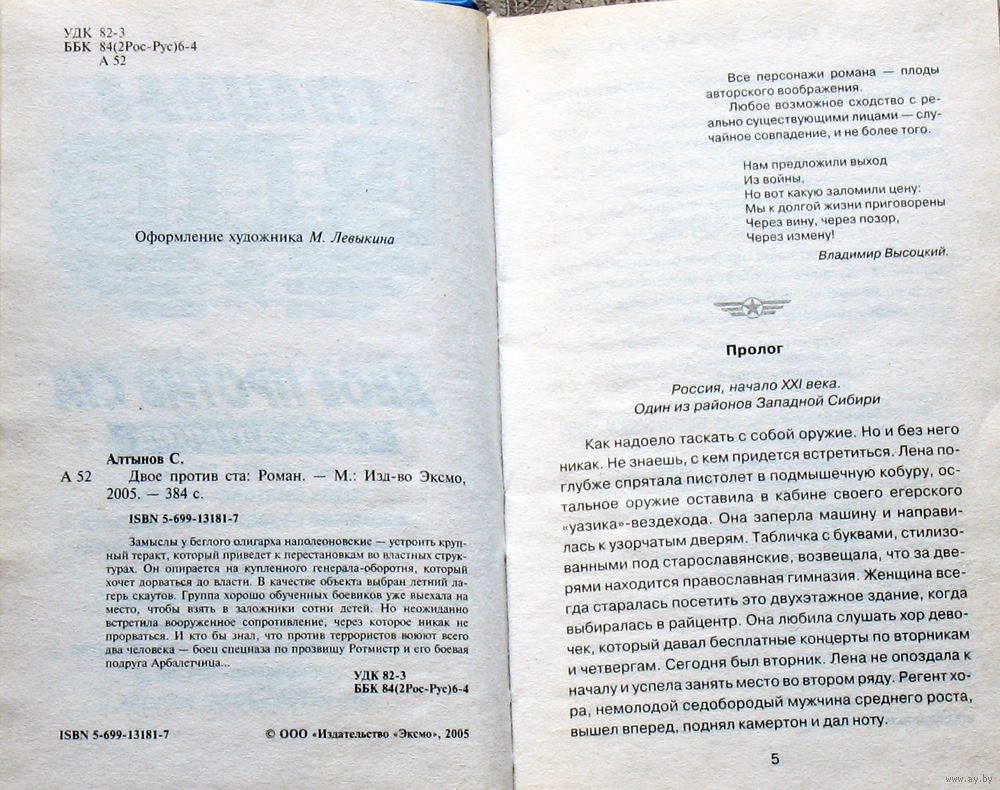 УДК 82-3
ББК 84(2Рос-Рус)6-4
А 52
Оформление художника М. Левыкина
Алтынов С.
А 52 Двое против ста: Роман. — М.: Изд-во Эксмо,
2005. — 384 с.
ISBN 5-699-13181-7
Замыслы у беглого олигарха наполеоновские — устроить круп-
ный теракт, который приведет к перестановкам во властных струк-
турах. Он опирается на купленного генерала-оборотня, который
хочет дорваться до власти. В качестве объекта выбран летний ла-
герь скаутов. Группа хорошо обученных боевиков уже выехала на
место, чтобы взять в заложники сотни детей. Но неожиданно
встретила вооруженное сопротивление, через которое никак не
прорваться. И кто бы знал, что против террористов воюют всего
два человека — боец спецназа по прозвищу Ротмистр и его боевая
подруга Арбалетчица...
УДК 82-3
ББК 84(2Рос-Рус)6-4
ISBN 5-699-13181-7 © ООО «Издательство «Эксмо», 2005
Все персонажи романа — плоды
авторского воображения.
Любое возможное сходство с ре-
ально существующими лицами — слу-
чайное совпадение, и не более того.
Нам предложили выход
Из войны,
Но вот какую заломили цену:
Мы к долгой жизни приговорены
Через вину, через позор,
Через измену!
Владимир Высоцкий.
Пролог
Россия, начало XXI века.
Один из районов Западной Сибири
Как надоело таскать с собой оружие. Но и без него
никак. Не знаешь, с кем придется встретиться. Лена по-
глубже спрятала пистолет в подмышечную кобуру, ос-
тальное оружие оставила в кабине своего егерского
"уазика"-вездехода. Она заперла машину и направи-
лась к узорчатым дверям. Табличка с буквами, стилизо-
ванными под старославянские, возвещала, что за две-
рями находится православная гимназия. Женщина все-
гда старалась посетить это двухэтажное здание, когда
выбиралась в райцентр. Она любила слушать хор дево-
чек, который давал бесплатные концерты по вторникам
и четвергам. Сегодня был вторник. Лена не опоздала к
началу и успела занять место во втором ряду. Регент хо-
ра, немолодой седобородый мужчина среднего роста,
вышел вперед, поднял камертон и дал ноту.
5
www.ay.by